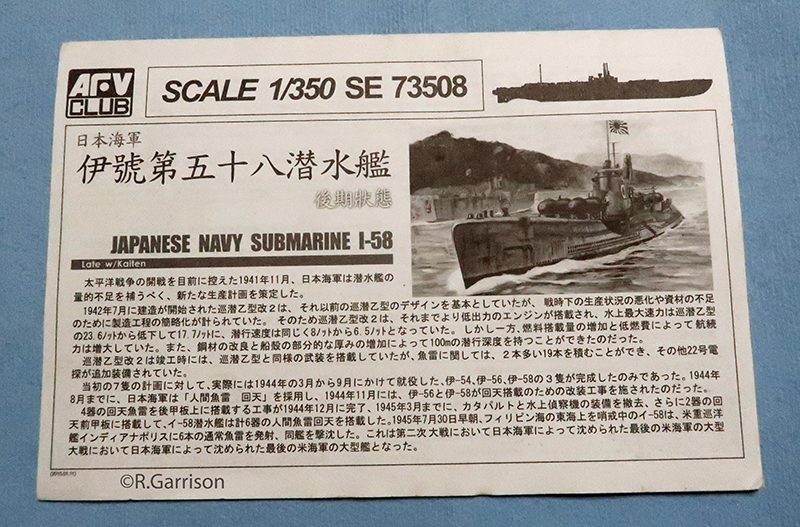 AFV
CLUB
SCALE 1/350 SE 73508
日本海軍
伊號第五十八潜水艦
後期狀態
JAPANESE NAVY SUBMARINE I-58
Late w/Kaiten
太平洋戦争の開戦を目前に控えた1941年11月、日本海軍は潜水艦の
量的不足を補うべく、新たな生産計画を策定した。
1942年7月に建造が開始された巡潜乙型改２は、それ以前の巡潜乙型のデザインを基本としていたが、戦時下の生産状況の悪化や資材の不足
のために製造工程の簡略化が計られていた。そのため巡潜乙型改２は、それまでより低出力のエンジンが搭載され、水上最大速力は巡潜乙型
の23.6ﾉｯﾄから低下して17.7ﾉｯﾄに、潜行速度は同じく8ﾉｯﾄから6.5ﾉｯﾄとなっていた。しかし一方、燃料搭載量の増加と低燃費によって航続
力は増大していた。また、鋼材の改良と船殻の部分的な厚みの増加によって100mの潜行深度を持つことができたのだった。
巡潜乙型改２は竣工時には、巡潜乙型と同様の武装を搭載していたが、魚雷に関しては、２本多い19本を積むことができ、その他22号電
探が追加装備されていた。
当初の７隻の計画に対して、実際には1944年の３月から９月にかけて就役した、伊-54、伊-56、伊-58の３隻が完成したのみであった。1944年
8月までに、日本海軍は「人間魚雷 回天」を採用し、1944年11月には、伊-56と伊-58が回天搭載のための改装工事を施されたのだった。
4器の回天魚雷を後甲板上に搭載する工事が1944年12月に完了、1945年3月までに、カタパルトと水上偵察機の装備を撤去、さらに2器の回
天前甲板に搭載して、イ-58潜水艦は計6器の人間魚雷回天を搭載した。1945年7月30日早朝、フィリピン海の東海上を哨戒中のイ-58は、米重巡洋
艦インディアナポリスに6本の通常魚雷を発射、同艦を撃沈した。これは第二次大戦において日本海軍によって沈められた最後の米海軍の大型
大戦において日本海軍によって沈められた最後の米海軍の大型艦となった。
©R.Garrison